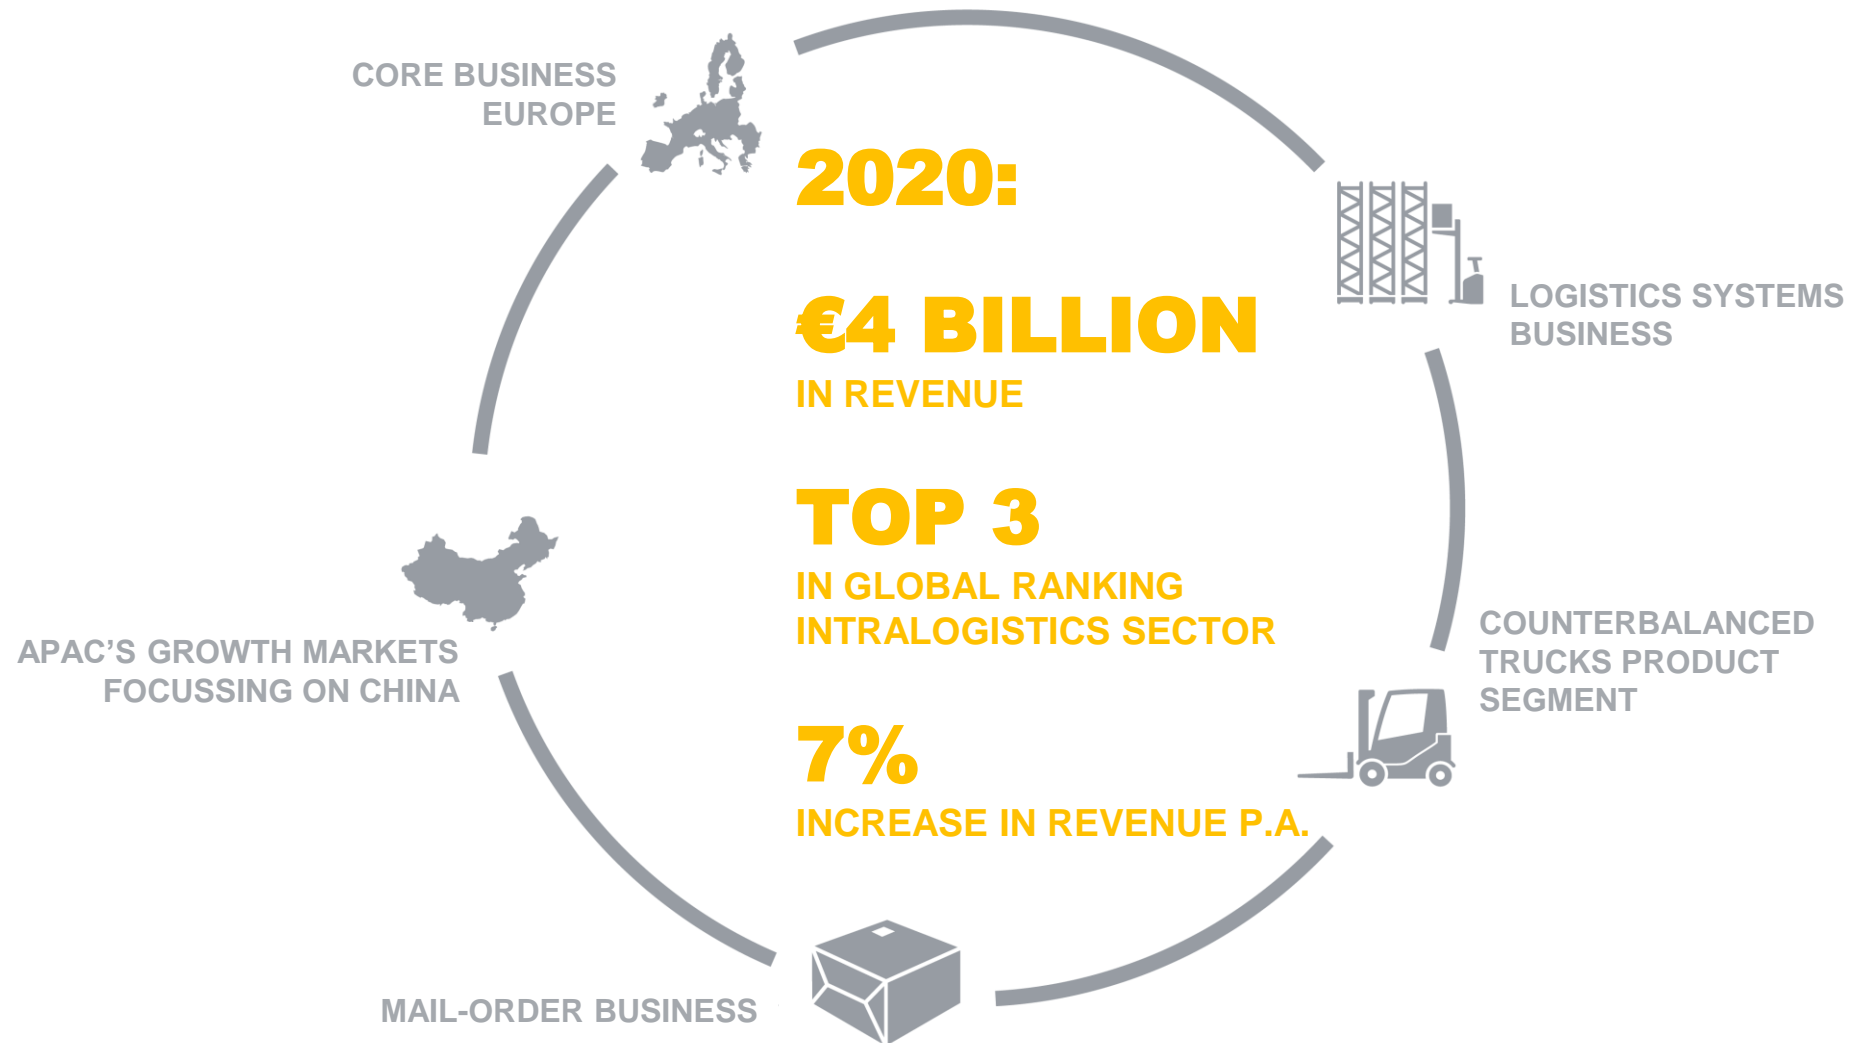 CORE BUSINESS
EUROPE
2020:
€4 BILLION
IN REVENUE
TOP 3
IN GLOBAL RANKING
INTRALOGISTICS SECTOR
7%
INCREASE IN REVENUE P.A.
LOGISTICS SYSTEMS
BUSINESS
COUNTERBALANCED
TRUCKS PRODUCT
SEGMENT
MAIL-ORDER BUSINESS
APAC’S GROWTH MARKETS
FOCUSSING ON CHINA